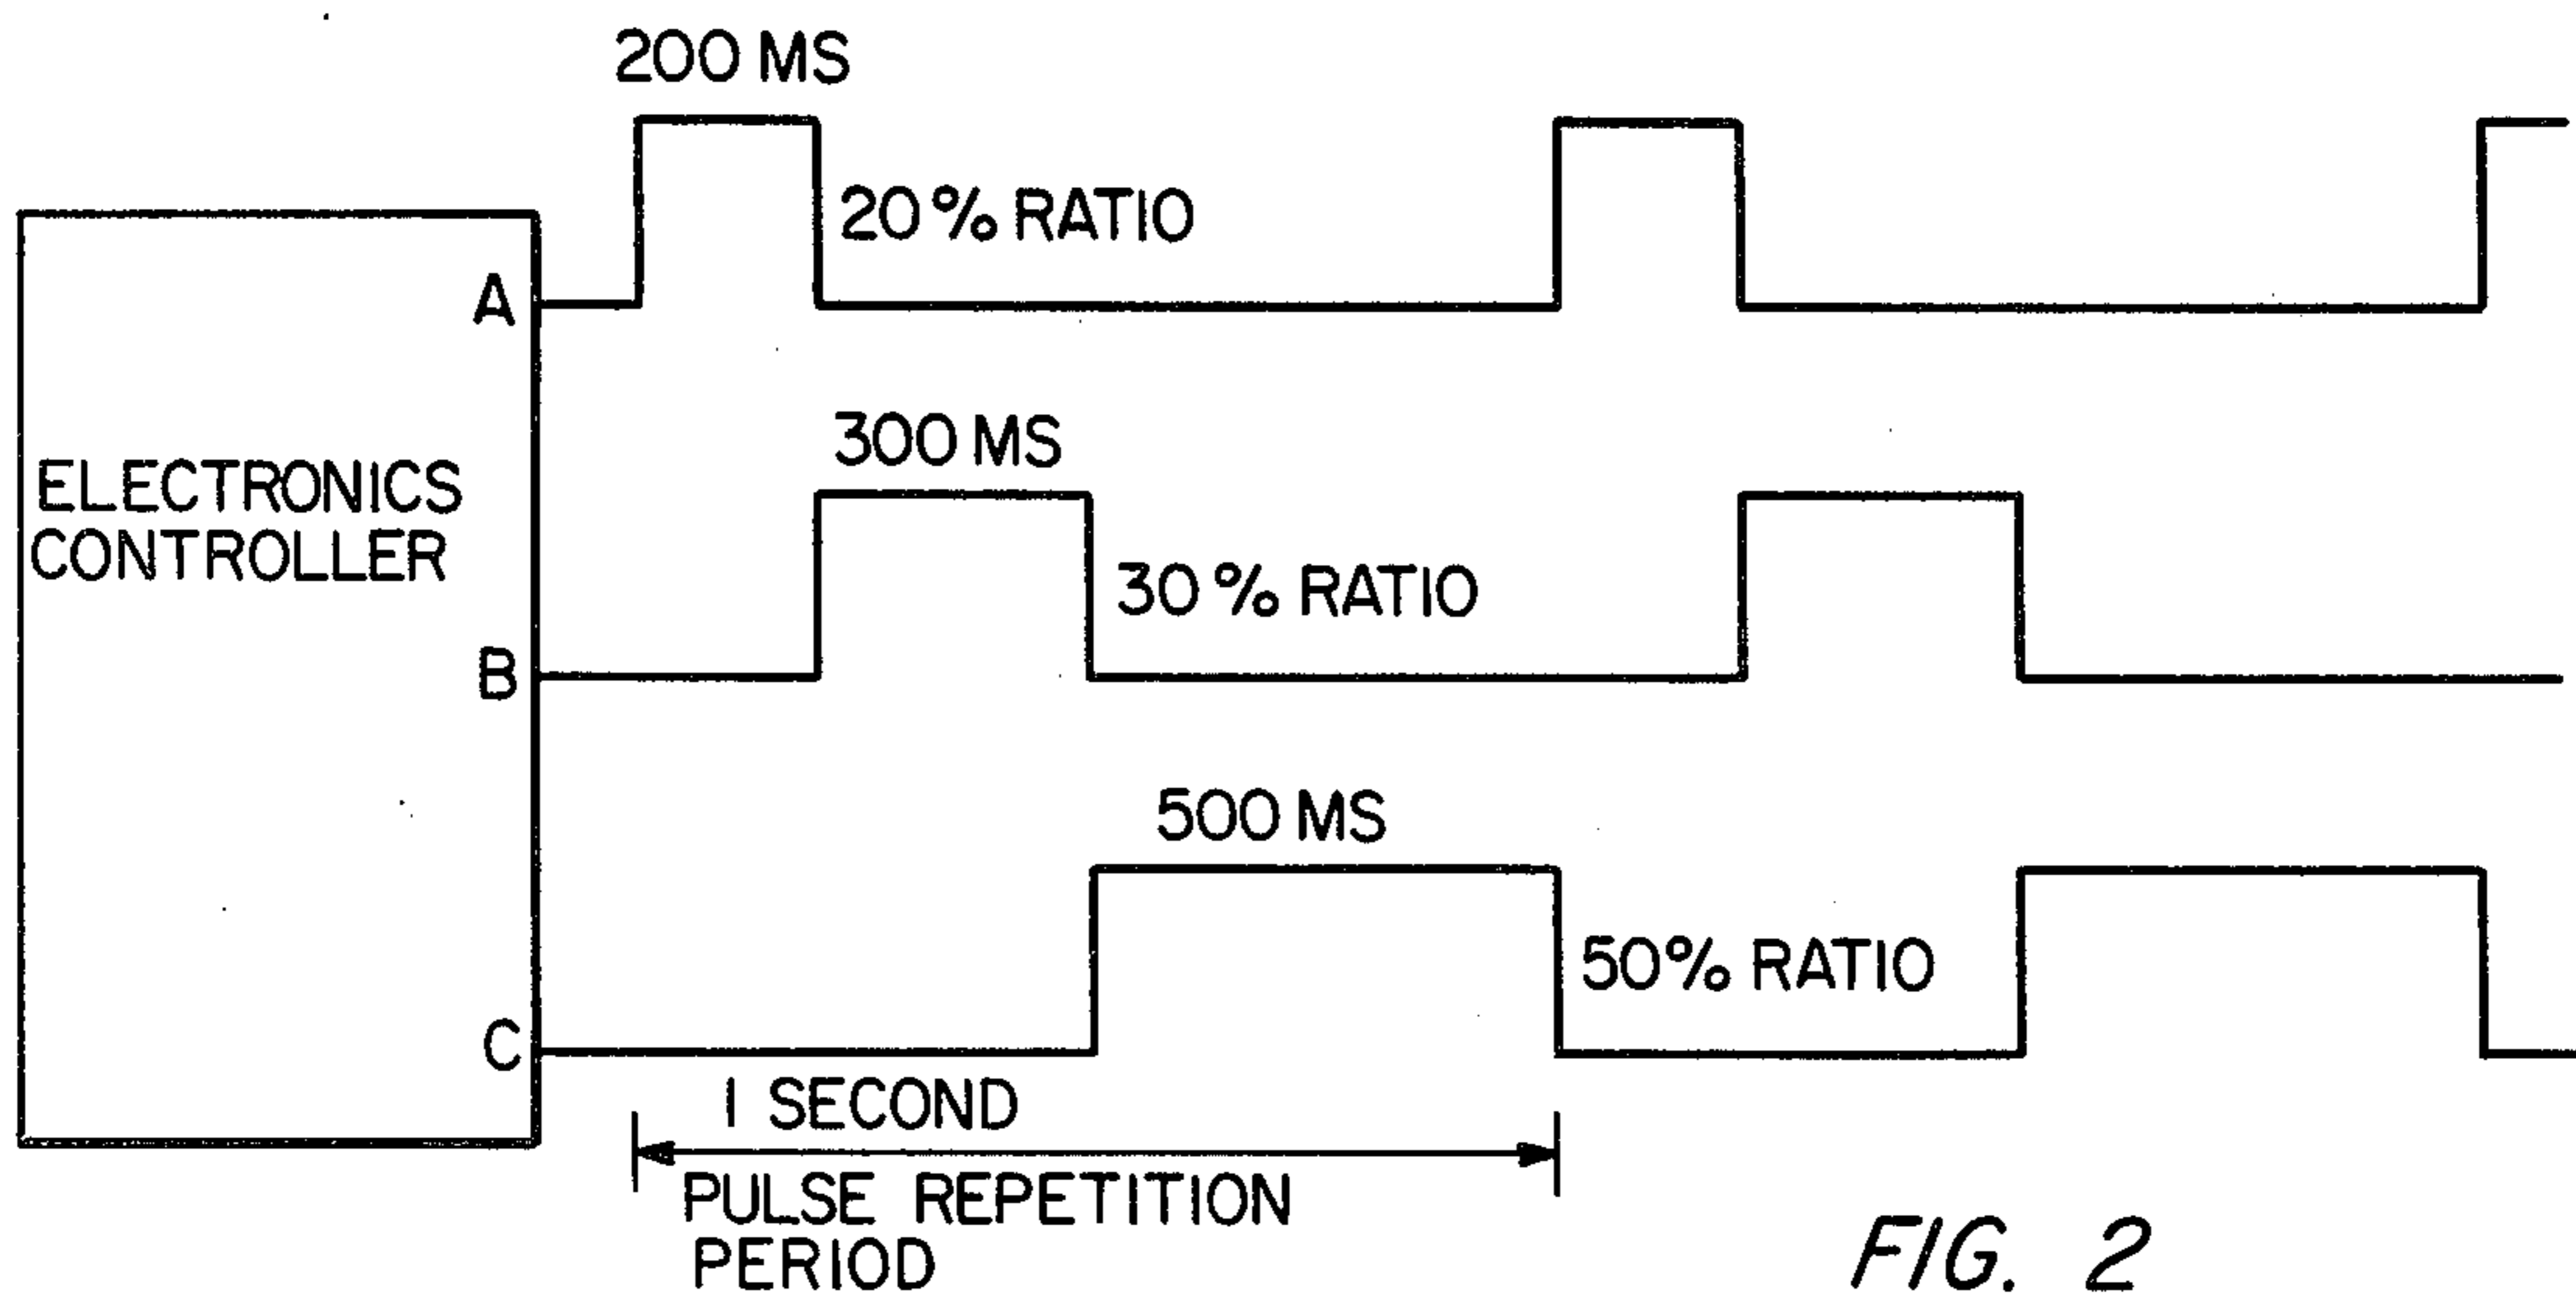 200 MS
20% RATIO
A
ELECTRONICS
CONTROLLER
300 MS
30% RATIO
B
500 MS
50% RATIO
C
1 SECOND
PULSE REPETITION
PERIOD
FIG. 2